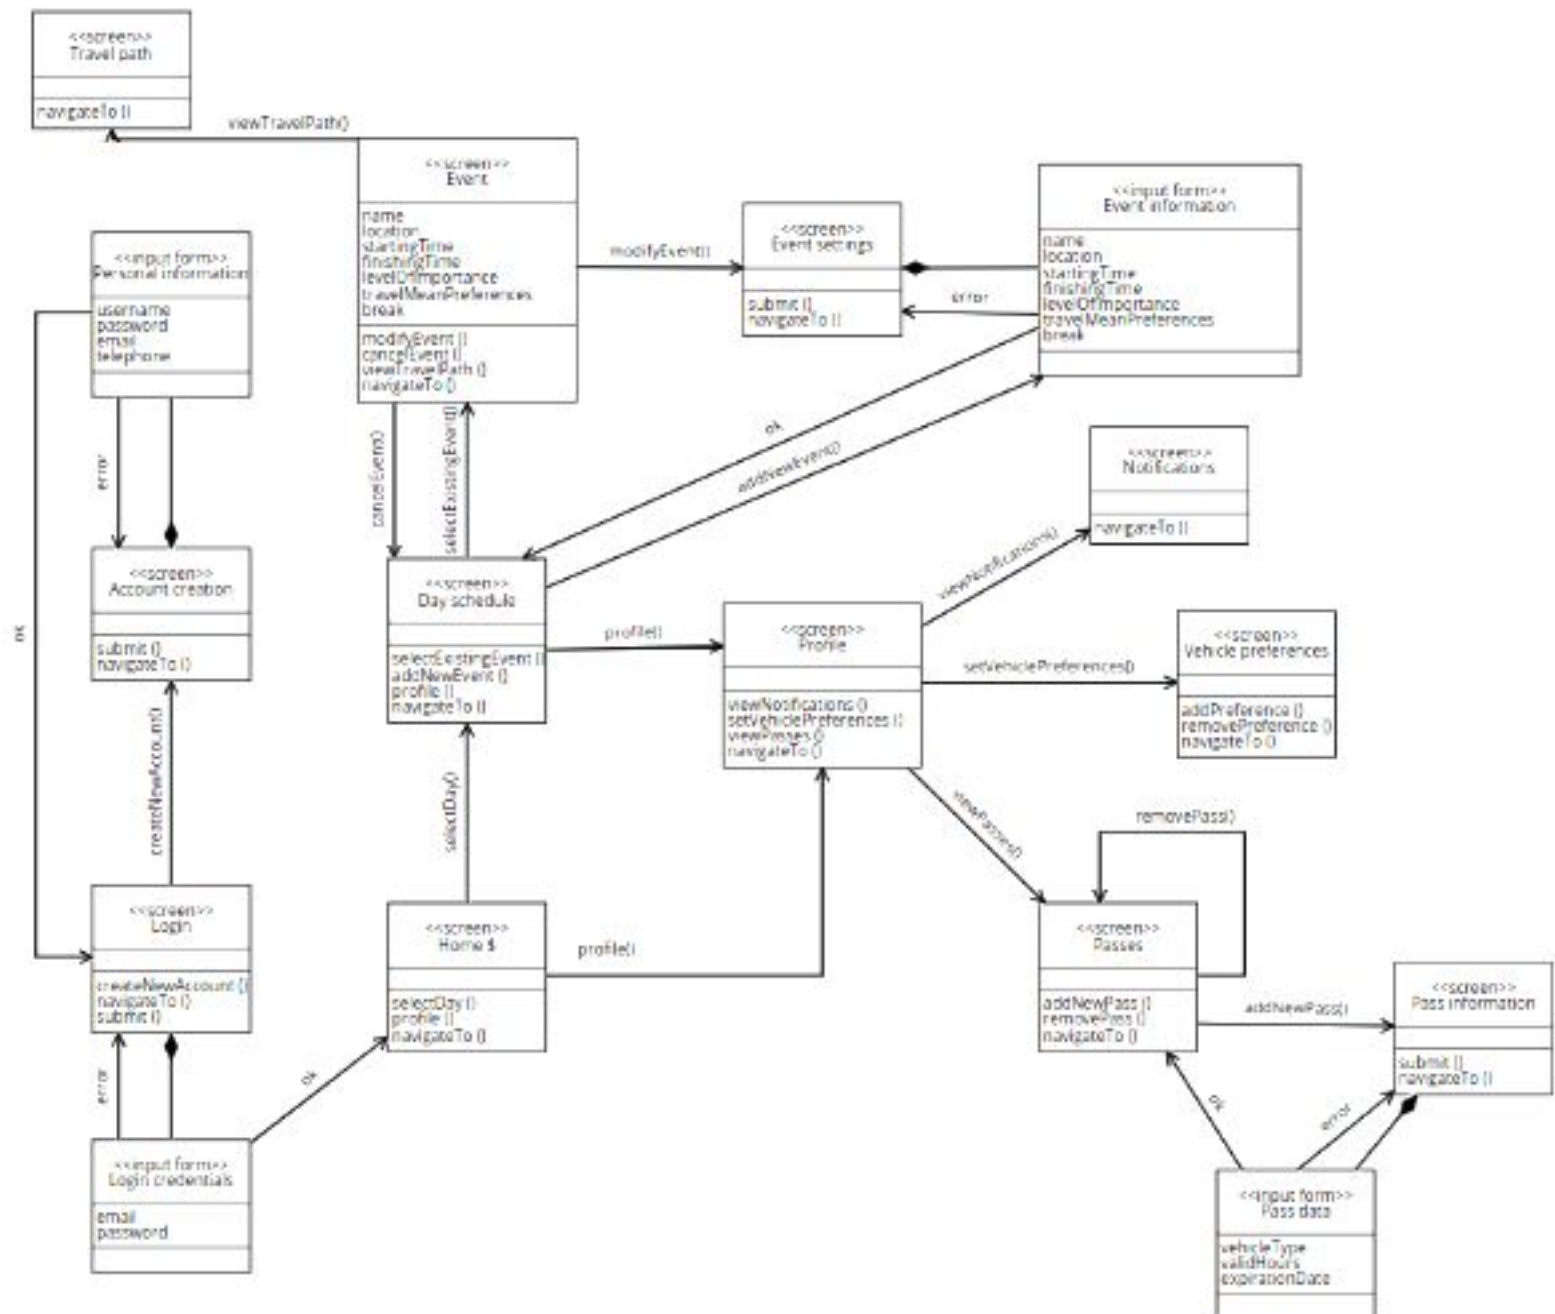 <<screen>>
Travel path
navigateTo ()
viewTravelPath()
<<screen>>
Event
name
location
startingTime
finishingTime
levelOfImportance
travelMeanPreferences
break
modifyEvent ()
cancelEvent ()
viewTravelPath ()
navigateTo ()
modifyEvent()
<<screen>>
Event settings
submit ()
navigateTo ()
error
<<input form>>
Event information
name
location
startingTime
finishingTime
levelOfImportance
travelMeanPreferences
break
<<input form>>
Personal information
username
password
email
telephone
error
ok
cancelEvent()
selectExistingEvent()
ok
addNewEvent()
<<screen>>
Notifications
navigateTo ()
viewNotifications()
<<screen>>
Account creation
submit ()
navigateTo ()
<<screen>>
Day schedule
selectExistingEvent ()
addNewEvent ()
profile ()
navigateTo ()
profile()
<<screen>>
Profile
viewNotifications ()
setVehiclePreferences ()
viewPasses ()
navigateTo ()
setVehiclePreferences()
<<screen>>
Vehicle preferences
addPreference ()
removePreference ()
navigateTo ()
createNewAccount()
selectDay()
viewPasses()
removePass()
<<screen>>
Login
createNewAccount ()
navigateTo ()
submit ()
<<screen>>
Home $
selectDay ()
profile ()
navigateTo ()
profile()
<<screen>>
Passes
addNewPass ()
removePass ()
navigateTo ()
addNewPass()
<<screen>>
Pass information
submit ()
navigateTo ()
error
ok
ok
error
<<input form>>
Login credentials
email
password
<<input form>>
Pass data
vehicleType
validHours
expirationDate